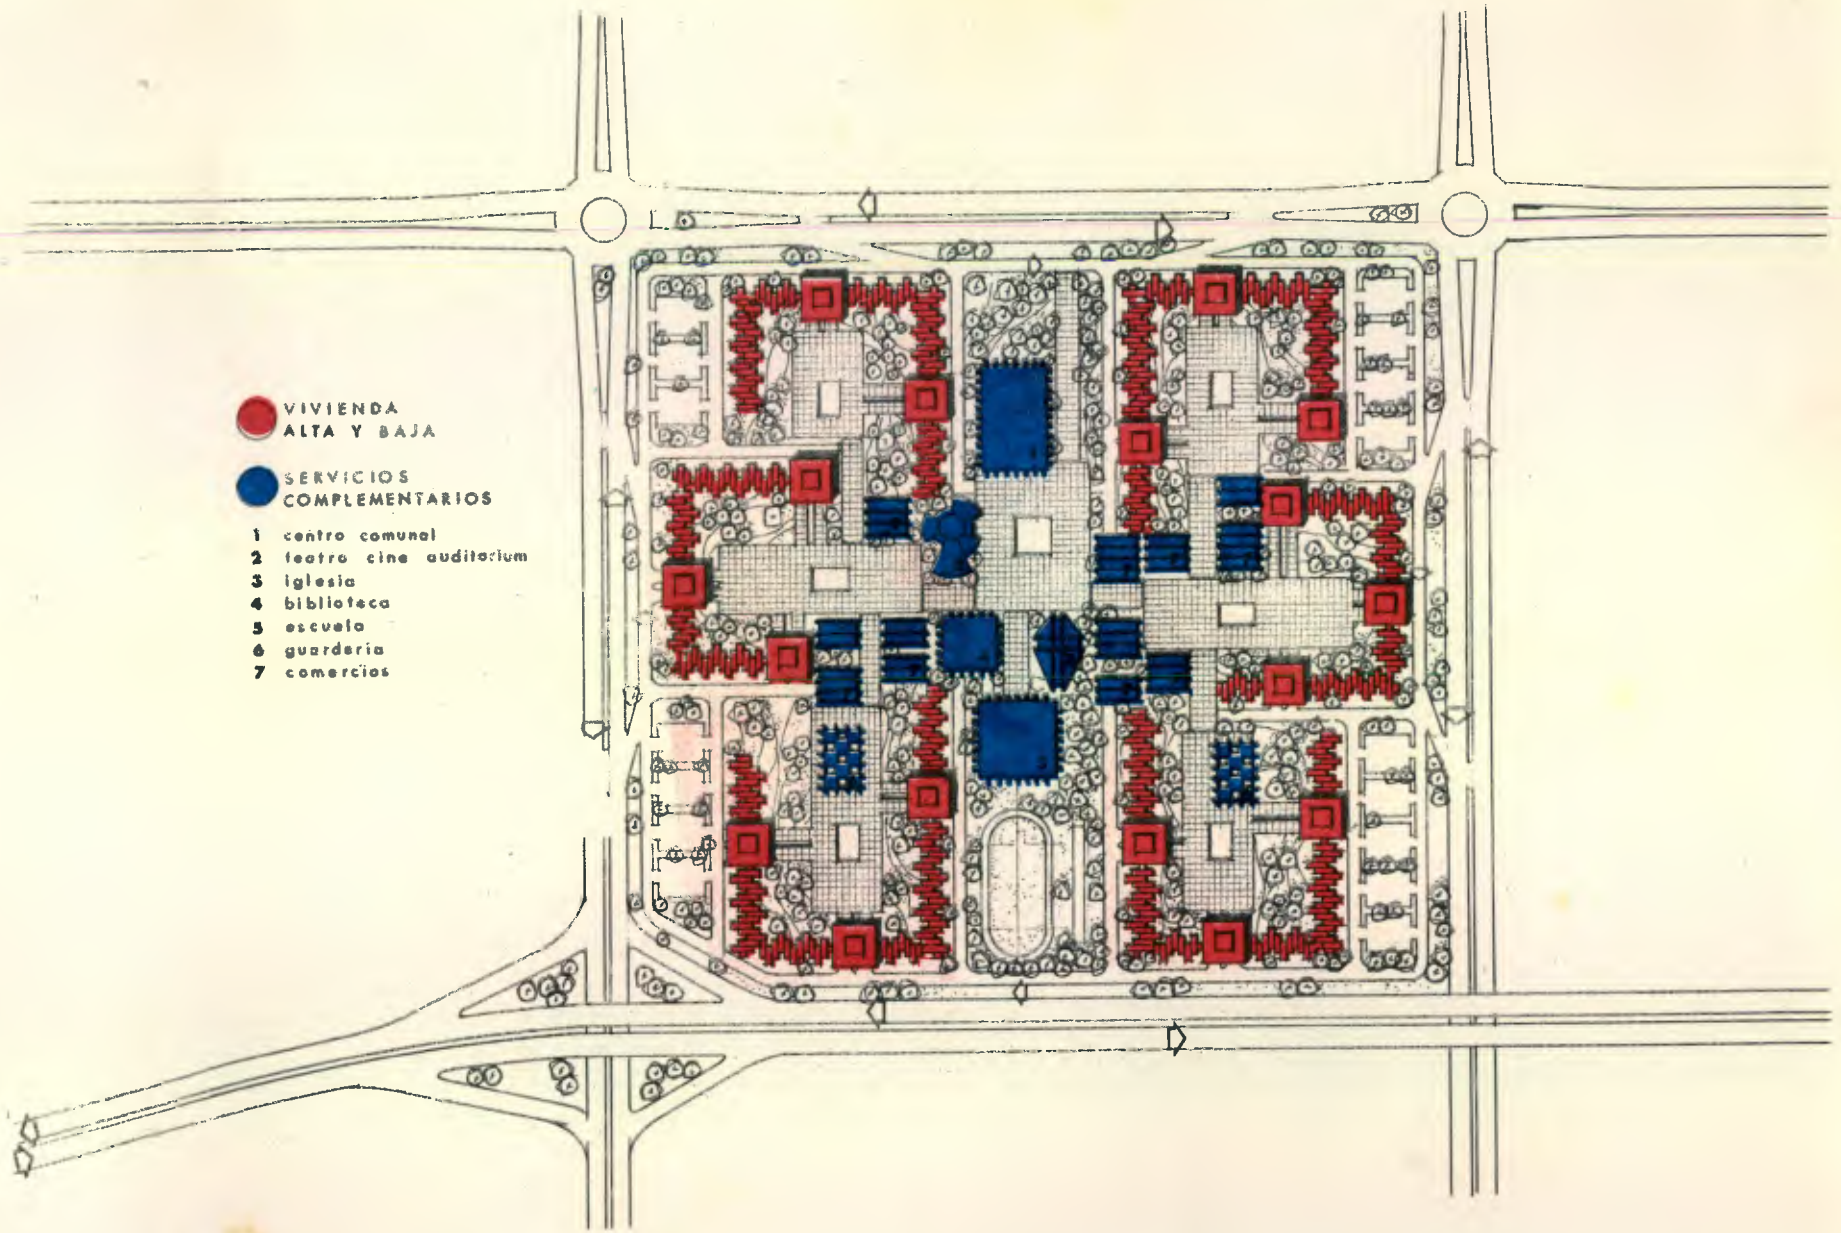 VIVIENDA
ALTA Y BAJA
SERVICIOS
COMPLEMENTARIOS
1 centro comunal
2 teatro cine auditorium
3 iglesia
4 biblioteca
5 escuela
6 guarderia
7 comercios